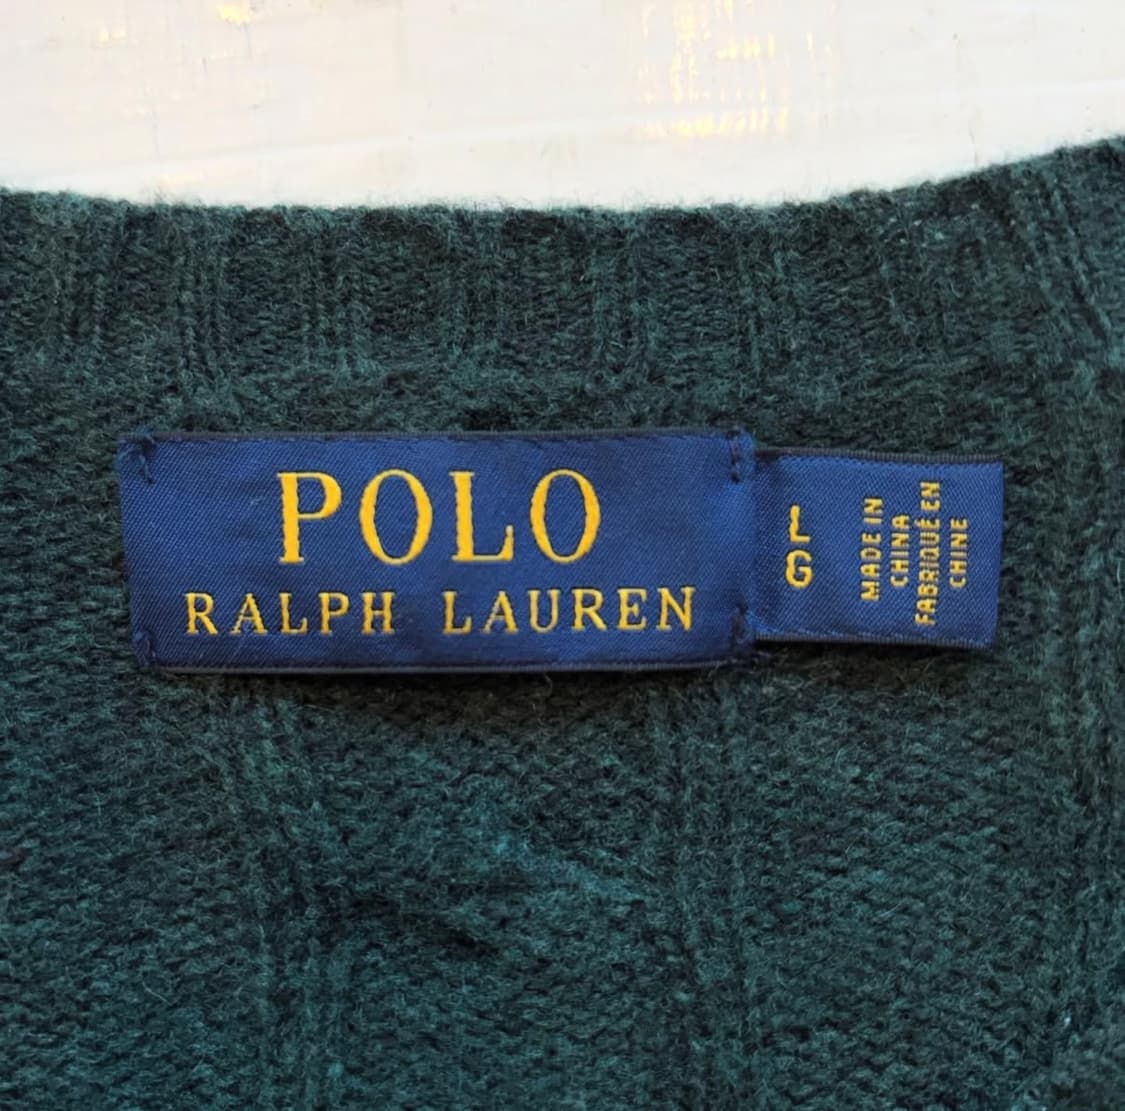 POLO
RALPH LAUREN
L
G
MADE IN
CHINA
FABRIQUÉ EN
CHINE